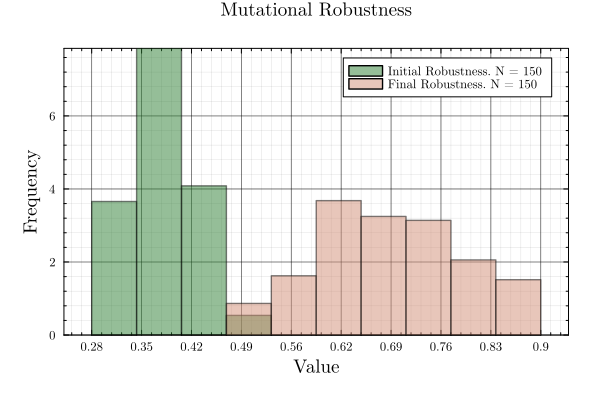 Mutational Robustness
Initial Robustness. N = 150
Final Robustness. N = 150
Frequency
6
4
2
0
0.28 0.35 0.42 0.49 0.56 0.62 0.69 0.76 0.83 0.9
Value